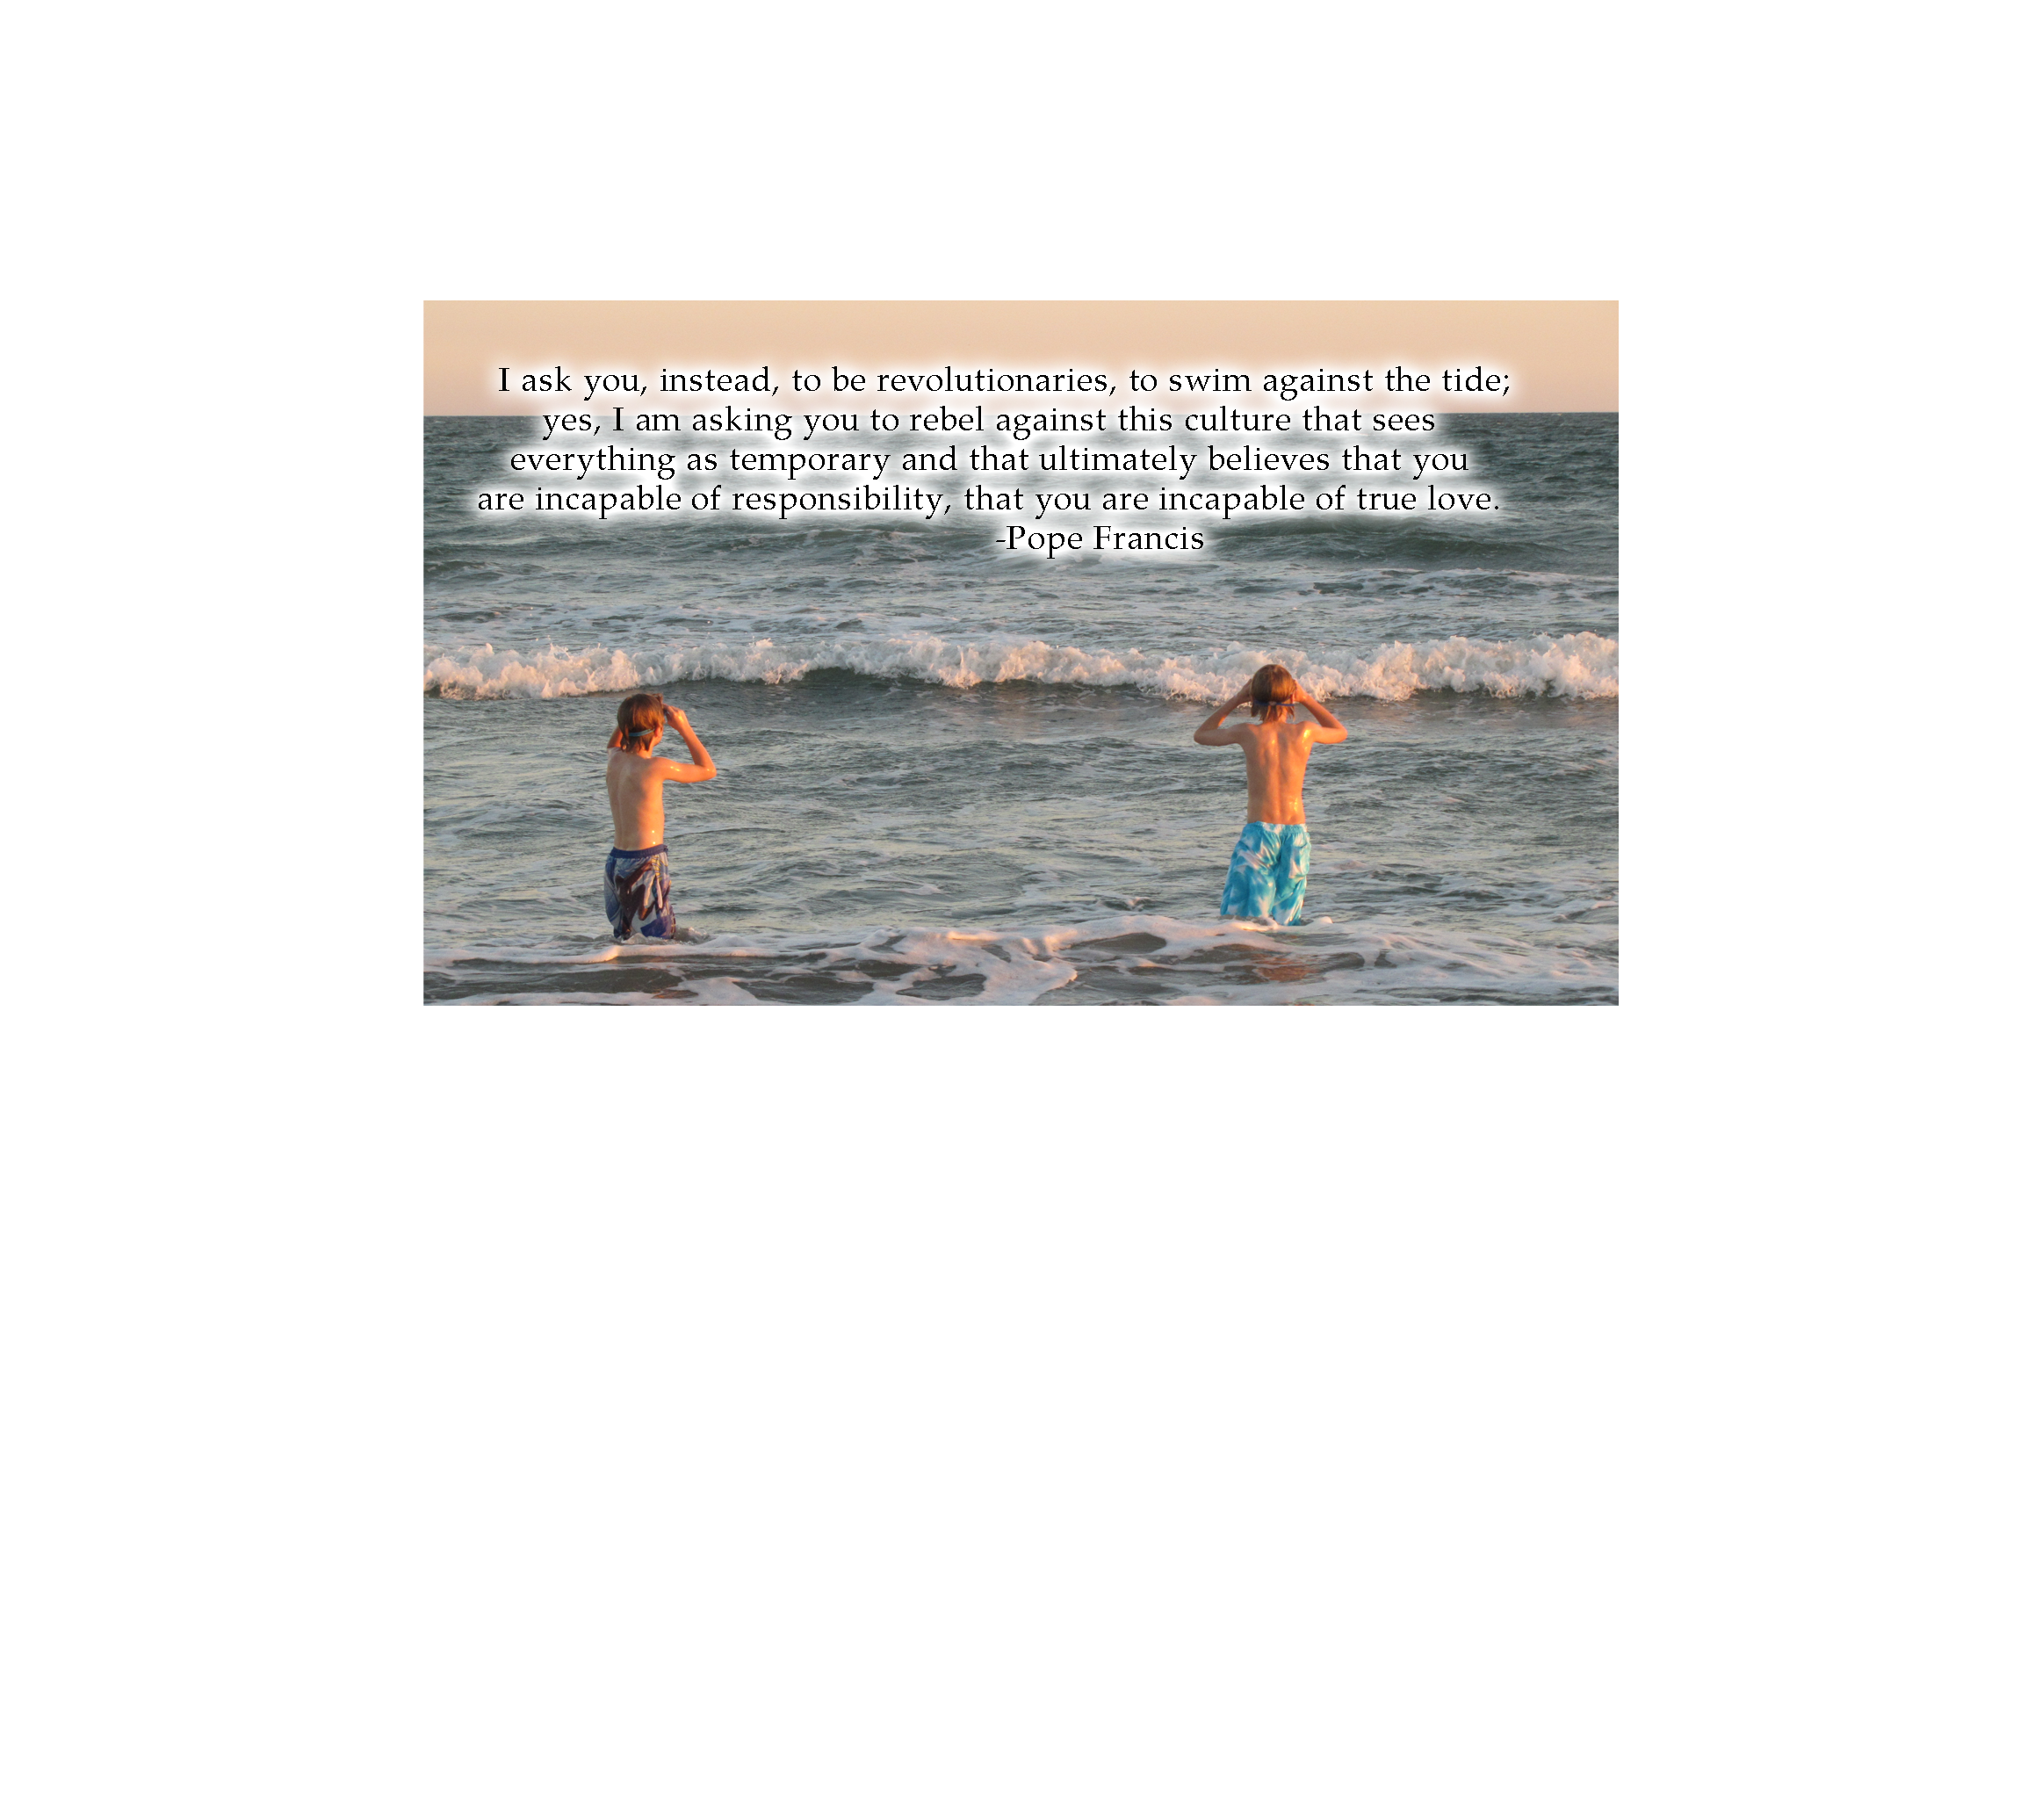 I ask you, instead, to be revolutionaries, to swim against the tide;
yes, I am asking you to rebel against this culture that sees
everything as temporary and that ultimately believes that you
are incapable of responsibility, that you are incapable of true love.
-Pope Francis